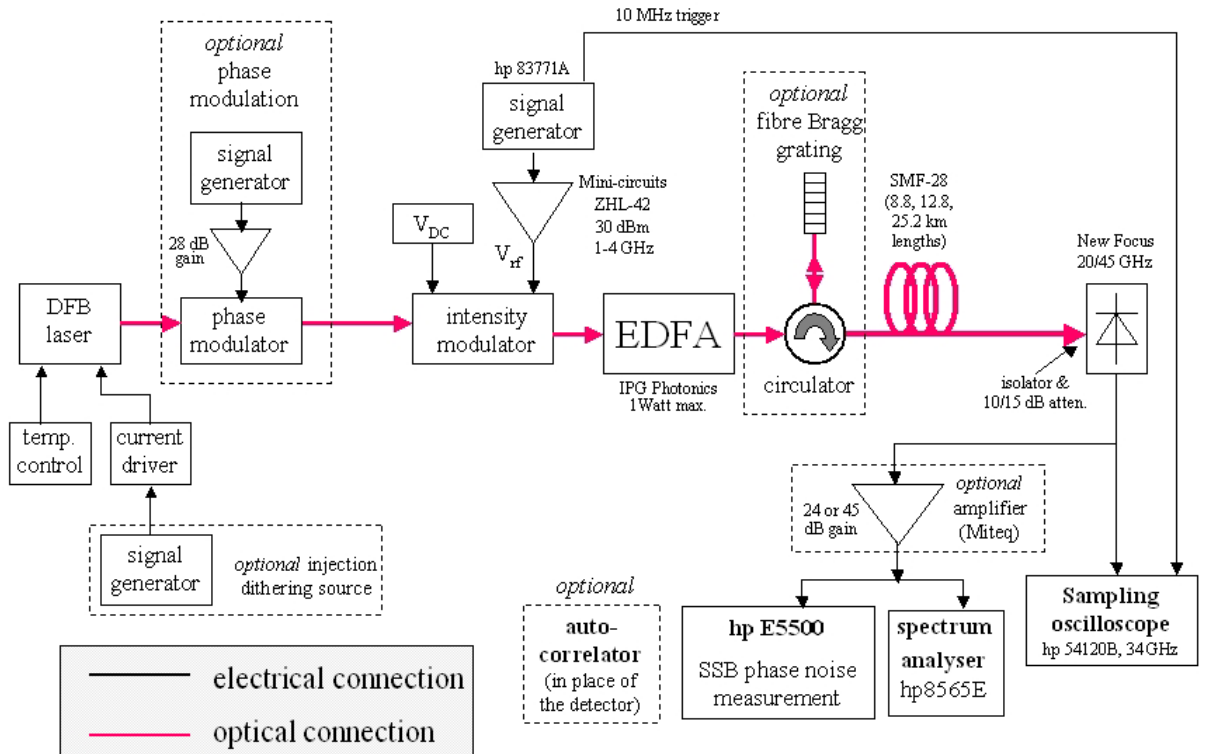 10 MHz trigger
optional
phase
modulation
signal
generator
28 dB
gain
hp 83771A
signal
generator
Mini-circuits
ZHL-42
30 dBm
1-4 GHz
V_DC
V_rf
optional
fibre Bragg
grating
SMF-28
(8.8, 12.8,
25.2 km
lengths)
New Focus
20/45 GHz
DFB
laser
phase
modulator
intensity
modulator
EDFA
IPG Photonics
1Watt max.
circulator
isolator &
10/15 dB atten.
temp.
control
current
driver
signal
generator
optional injection
dithering source
24 or 45
dB gain
optional
amplifier
(Miteq)
optional
auto-
correlator
(in place of
the detector)
hp E5500
SSB phase noise
measurement
spectrum
analyser
hp8565E
Sampling
oscilloscope
hp 54120B, 34GHz
electrical connection
optical connection